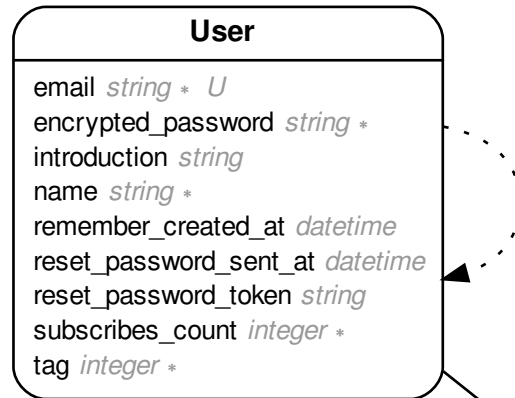 User
email string * U
encrypted_password string *
introduction string
name string *
remember_created_at datetime
reset_password_sent_at datetime
reset_password_token string
subscribes_count integer *
tag integer *